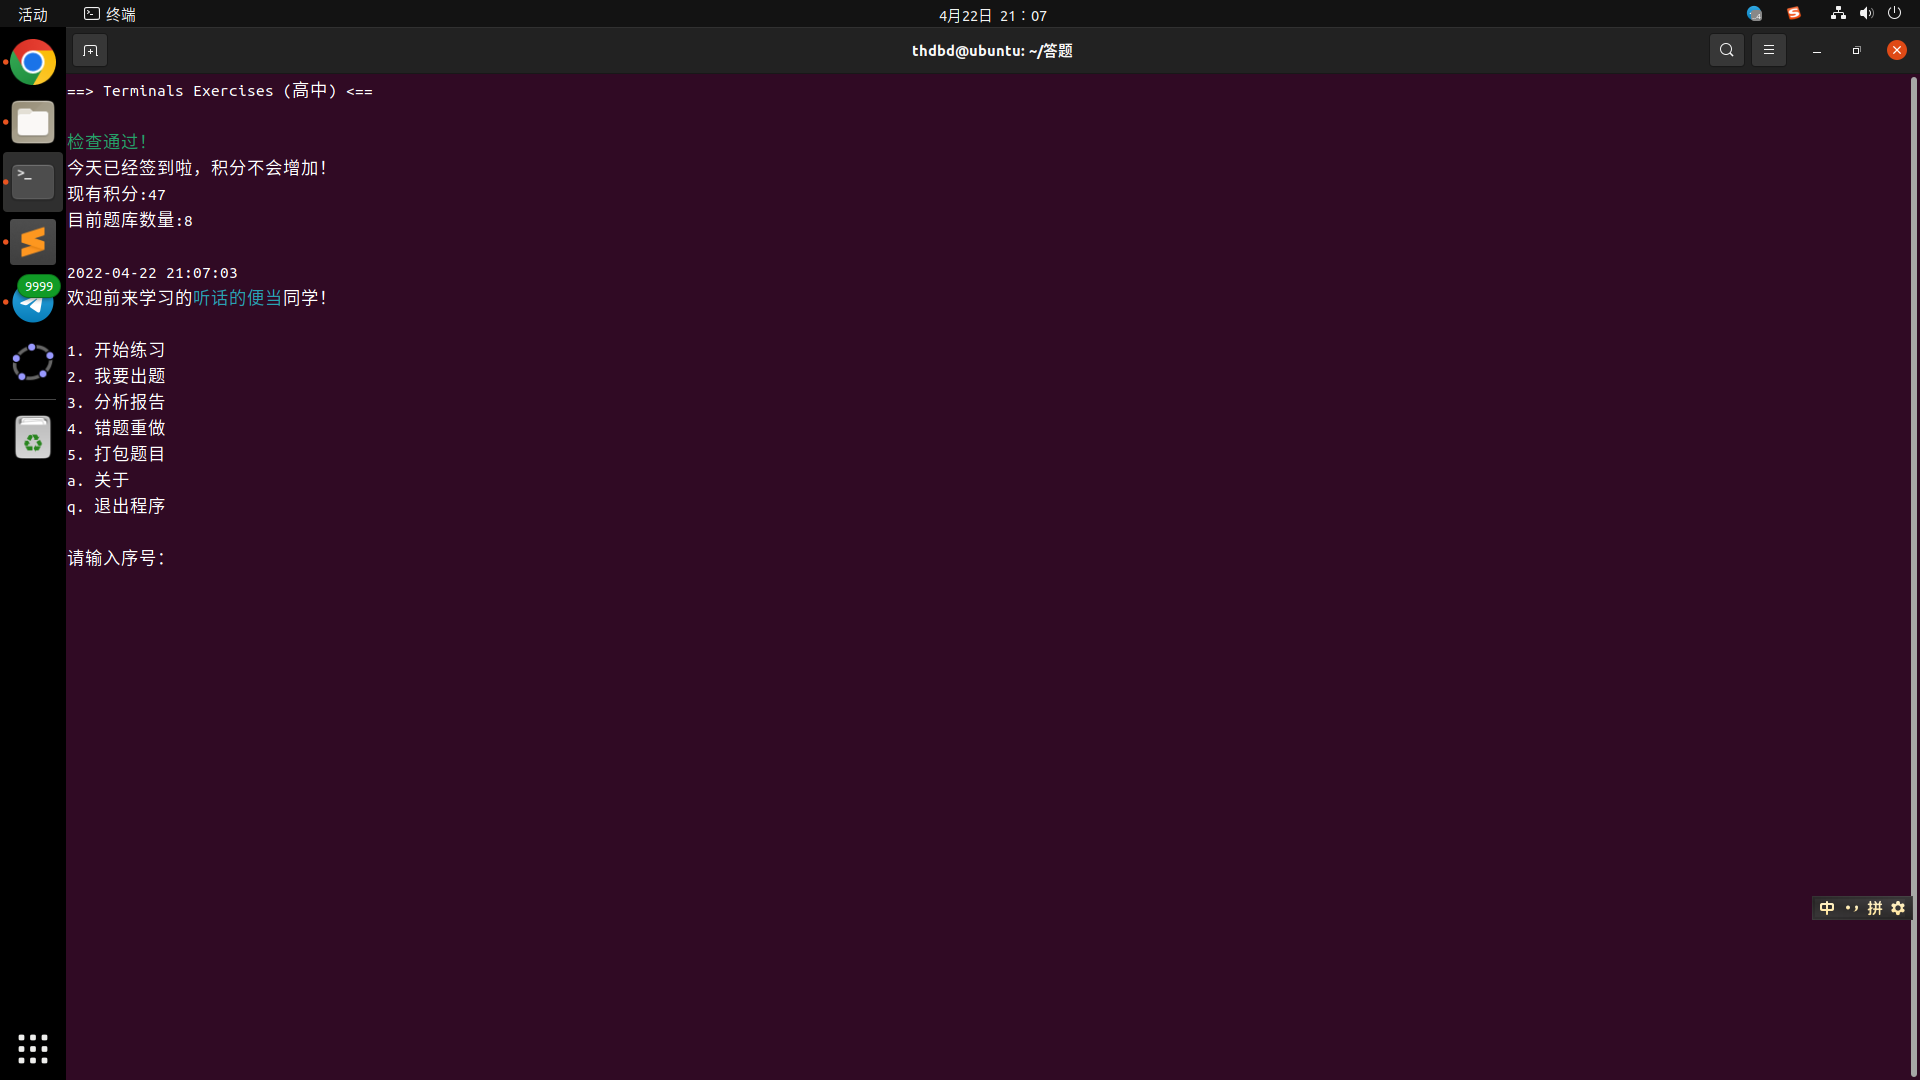 活动
终端
4月22日 21：07
thdbd@ubuntu: ~/答题
==> Terminals Exercises (高中) <==
检查通过！
今天已经签到啦，积分不会增加！
现有积分:47
目前题库数量:8
2022-04-22 21:07:03
9999
欢迎前来学习的听话的便当同学！
1. 开始练习
2. 我要出题
3. 分析报告
4. 错题重做
5. 打包题目
a. 关于
q. 退出程序
请输入序号：
中 •, 拼